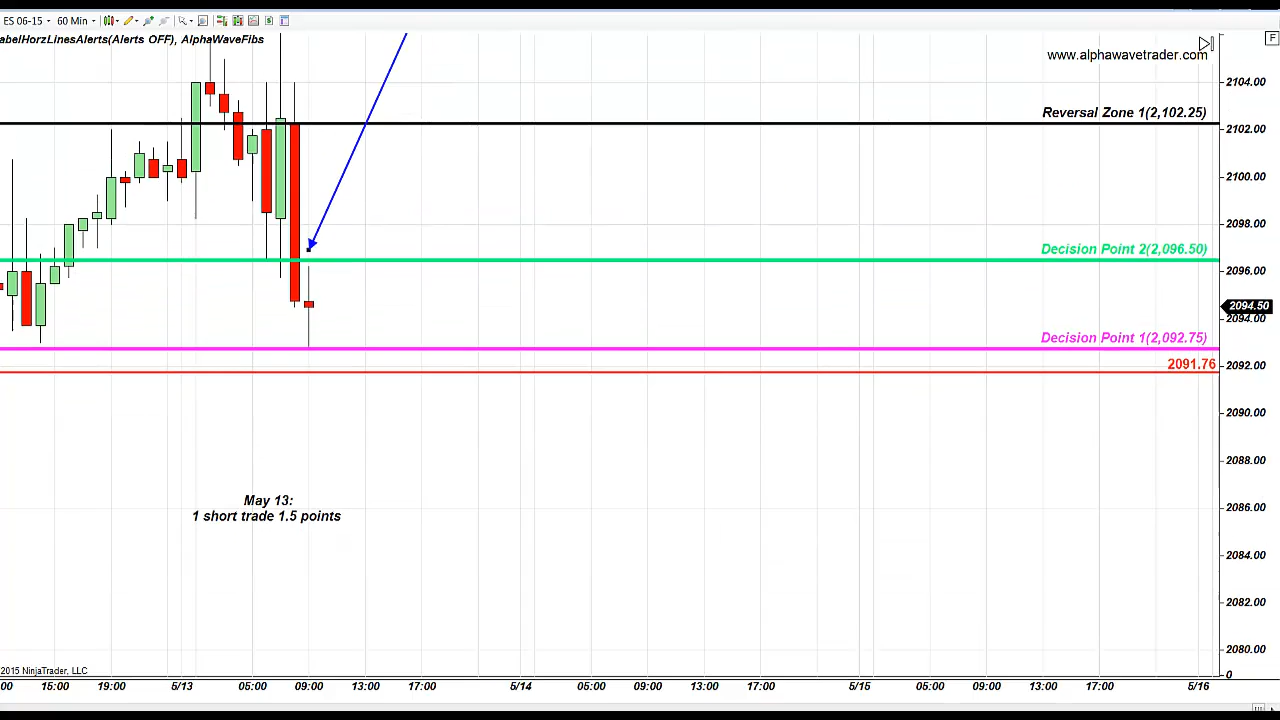 ES 06-15 60 Min
abelHorzLinesAlerts(Alerts OFF), AlphaWaveFibs
F
www.alphawavetrader.com
2104.00
Reversal Zone 1(2,102.25)
2102.00
2100.00
2098.00
Decision Point 2(2,096.50)
2096.00
2094.50
2094.00
Decision Point 1(2,092.75)
2091.76
2092.00
2090.00
2088.00
May 13:
1 short trade 1.5 points
2086.00
2084.00
2082.00
2080.00
2015 NinjaTrader, LLC
0
:00 15:00 19:00 5/13 05:00 09:00 13:00 17:00 5/14 05:00 09:00 13:00 17:00 5/15 05:00 09:00 13:00 17:00 5/16